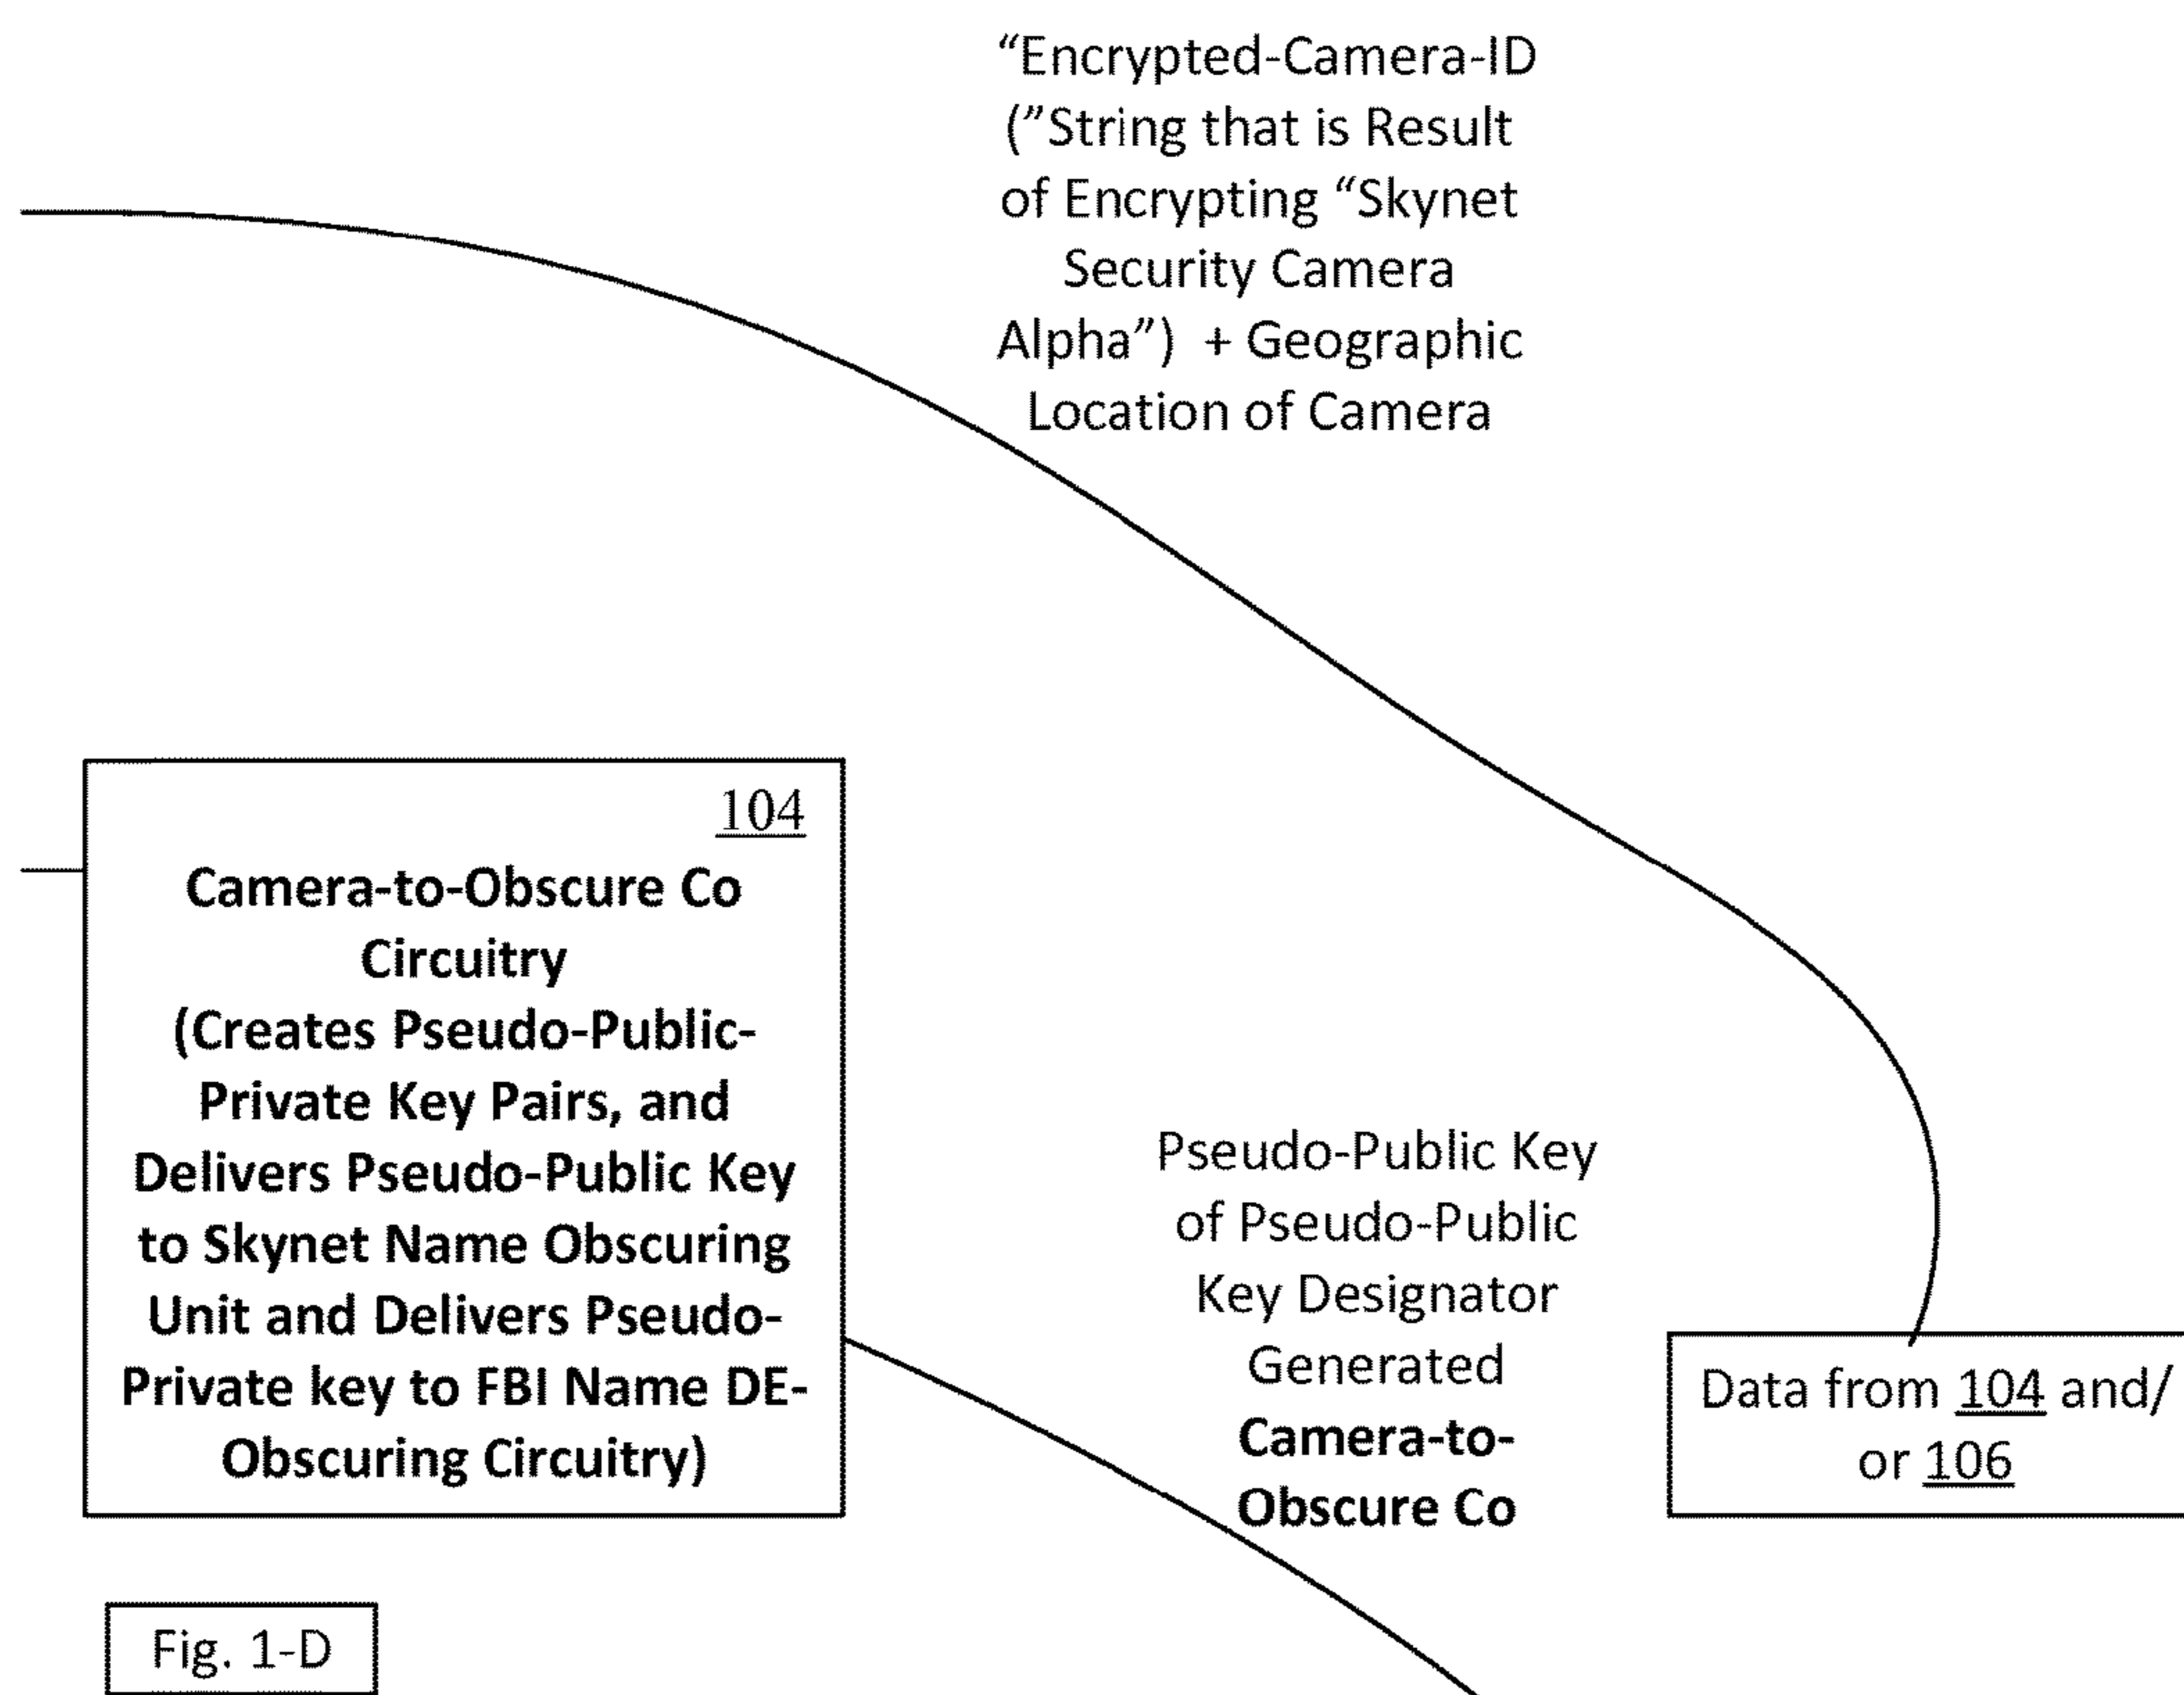 “Encrypted-Camera-ID
(”String that is Result
of Encrypting “Skynet
Security Camera
Alpha”) + Geographic
Location of Camera
104
Camera-to-Obscure Co
Circuitry
(Creates Pseudo-Public-
Private Key Pairs, and
Delivers Pseudo-Public Key
to Skynet Name Obscuring
Unit and Delivers Pseudo-
Private key to FBI Name DE-
Obscuring Circuitry)
Pseudo-Public Key
of Pseudo-Public
Key Designator
Generated
Camera-to-
Obscure Co
Data from 104 and/
or 106
Fig. 1-D